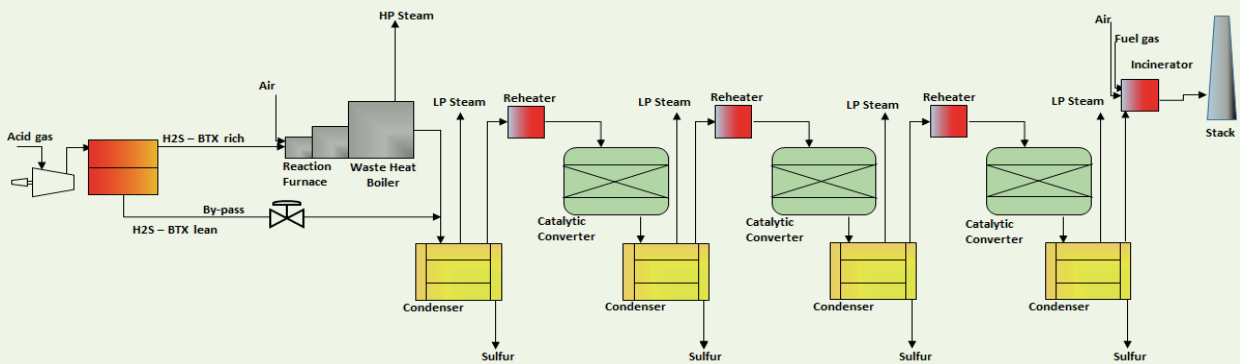 HP Steam
Air
Fuel gas
Incinerator
Air
LP Steam
Reheater
LP Steam
Reheater
LP Steam
Reheater
LP Steam
Stack
Acid gas
H2S – BTX rich
Reaction
Furnace
Waste Heat
Boiler
By-pass
H2S – BTX lean
Catalytic
Converter
Catalytic
Converter
Catalytic
Converter
Condenser
Condenser
Condenser
Condenser
Sulfur
Sulfur
Sulfur
Sulfur